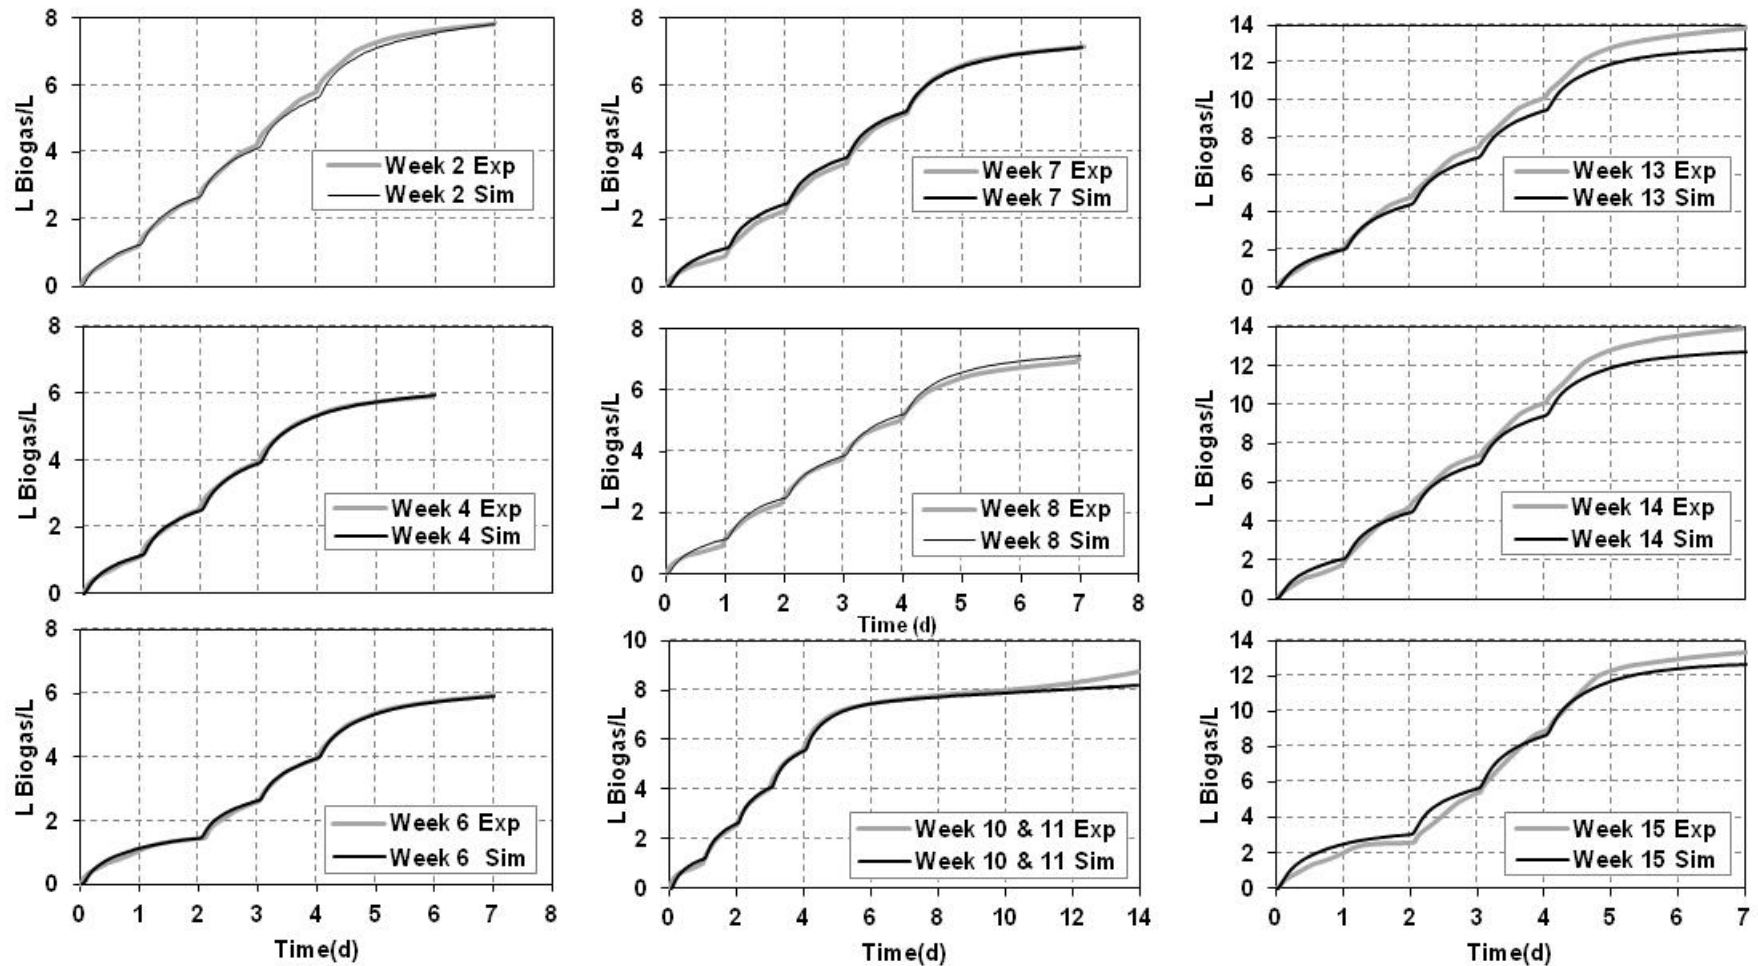 8
6
4
2
0
L Biogas/L
Week 2 Exp
Week 2 Sim
8
6
4
2
0
L Biogas/L
Week 4 Exp
Week 4 Sim
8
6
4
2
0
L Biogas/L
Week 6 Exp
Week 6 Sim
0 1 2 3 4 5 6 7 8
Time(d)
8
6
4
2
0
L Biogas/L
Week 7 Exp
Week 7 Sim
8
6
4
2
0
L Biogas/L
Week 8 Exp
Week 8 Sim
0 1 2 3 4 5 6 7 8
Time (d)
10
8
6
4
2
0
L Biogas/L
Week 10 & 11 Exp
Week 10 & 11 Sim
0 2 4 6 8 10 12 14
Time(d)
14
12
10
8
6
4
2
0
L Biogas/L
Week 13 Exp
Week 13 Sim
14
12
10
8
6
4
2
0
L Biogas/L
Week 14 Exp
Week 14 Sim
14
12
10
8
6
4
2
0
L Biogas/L
Week 15 Exp
Week 15 Sim
0 1 2 3 4 5 6 7
Time(d)